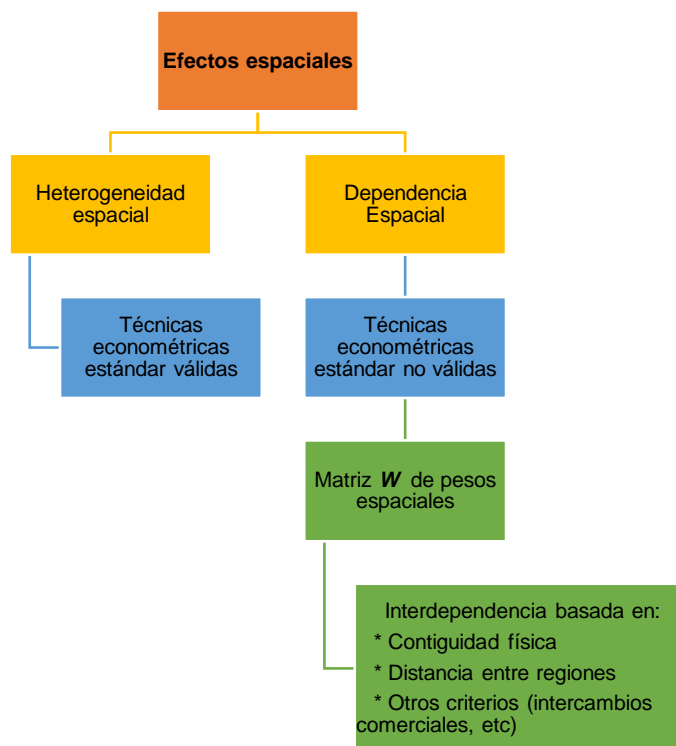 Efectos espaciales
Heterogeneidad
espacial
Dependencia
Espacial
Técnicas
econométricas
estándar válidas
Técnicas
econométricas
estándar no válidas
Matriz W de pesos
espaciales
Interdependencia basada en:
* Contiguidad física
* Distancia entre regiones
* Otros criterios (intercambios
comerciales, etc)